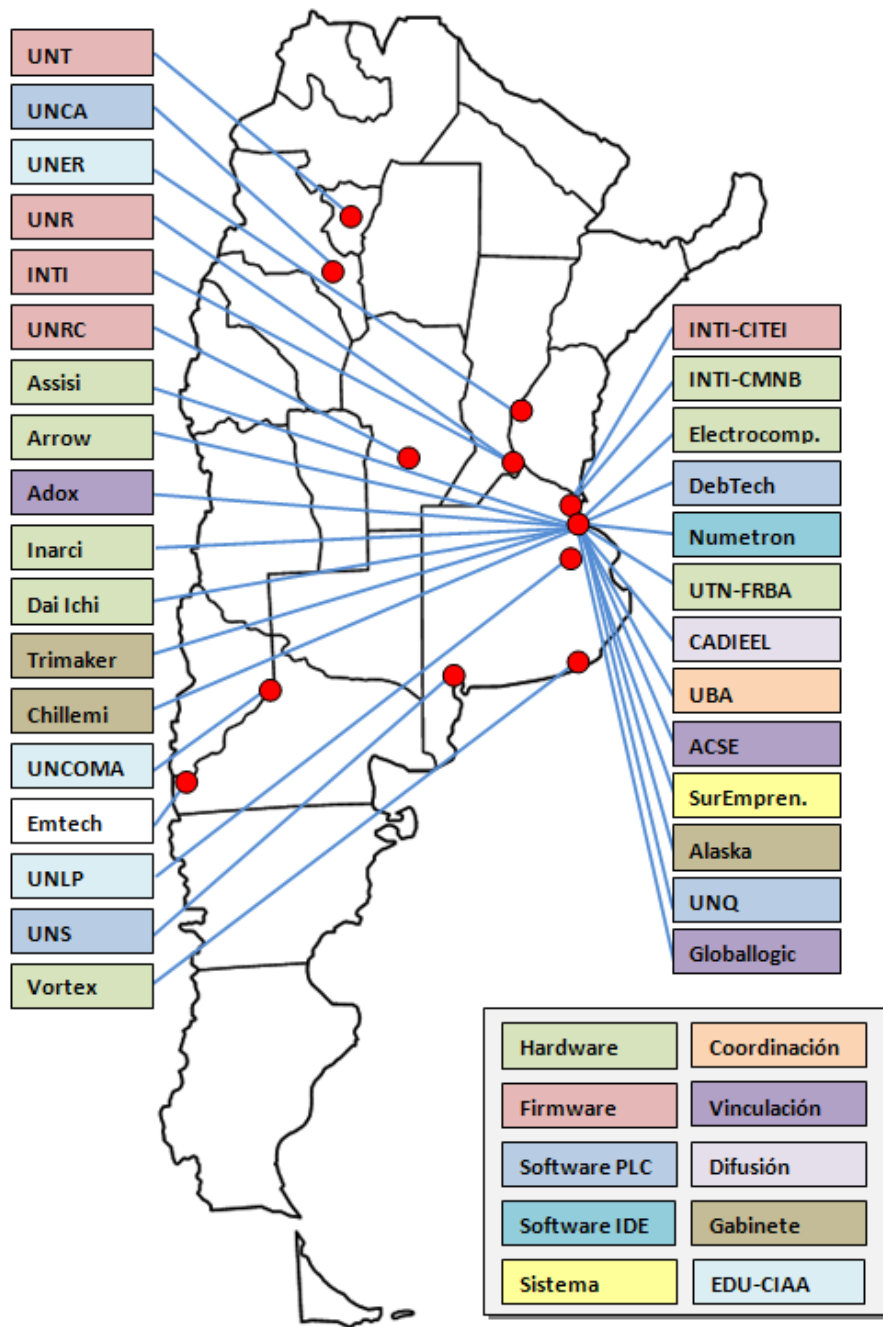 UNT
UNCA
UNER
UNR
INTI
UNRC
Assisi
Arrow
Adox
Inarci
Dai Ichi
Trimaker
Chillemi
UNCOMA
Emtech
UNLP
UNS
Vortex
INTI-CITEI
INTI-CMNB
Electrocomp.
DebTech
Numetron
UTN-FRBA
CADIEEL
UBA
ACSE
SurEmpren.
Alaska
UNQ
Globallogic
Hardware
Coordinación
Firmware
Vinculación
Software PLC
Difusión
Software IDE
Gabinete
Sistema
EDU-CIAA